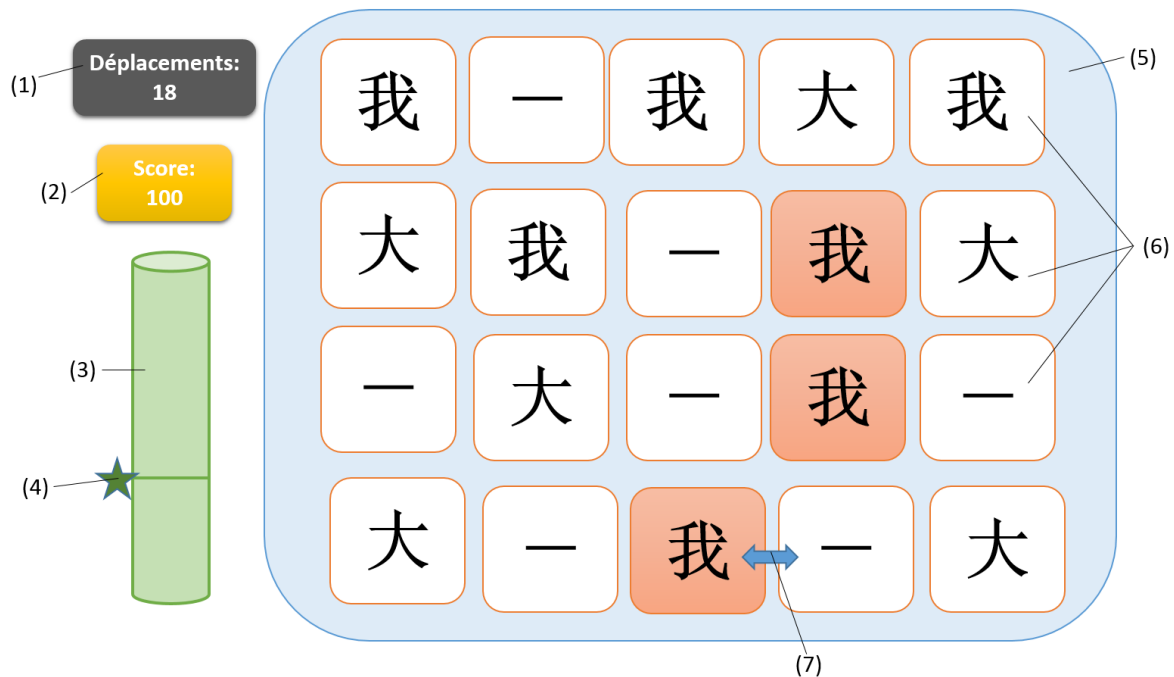 Déplacements:
18
(1)
Score:
100
(2)
(3)
(4)
我 一 我 大 我
大 我 一 我 大
一 大 一 我 一
大 一 我 一 大
(5)
(6)
(7)